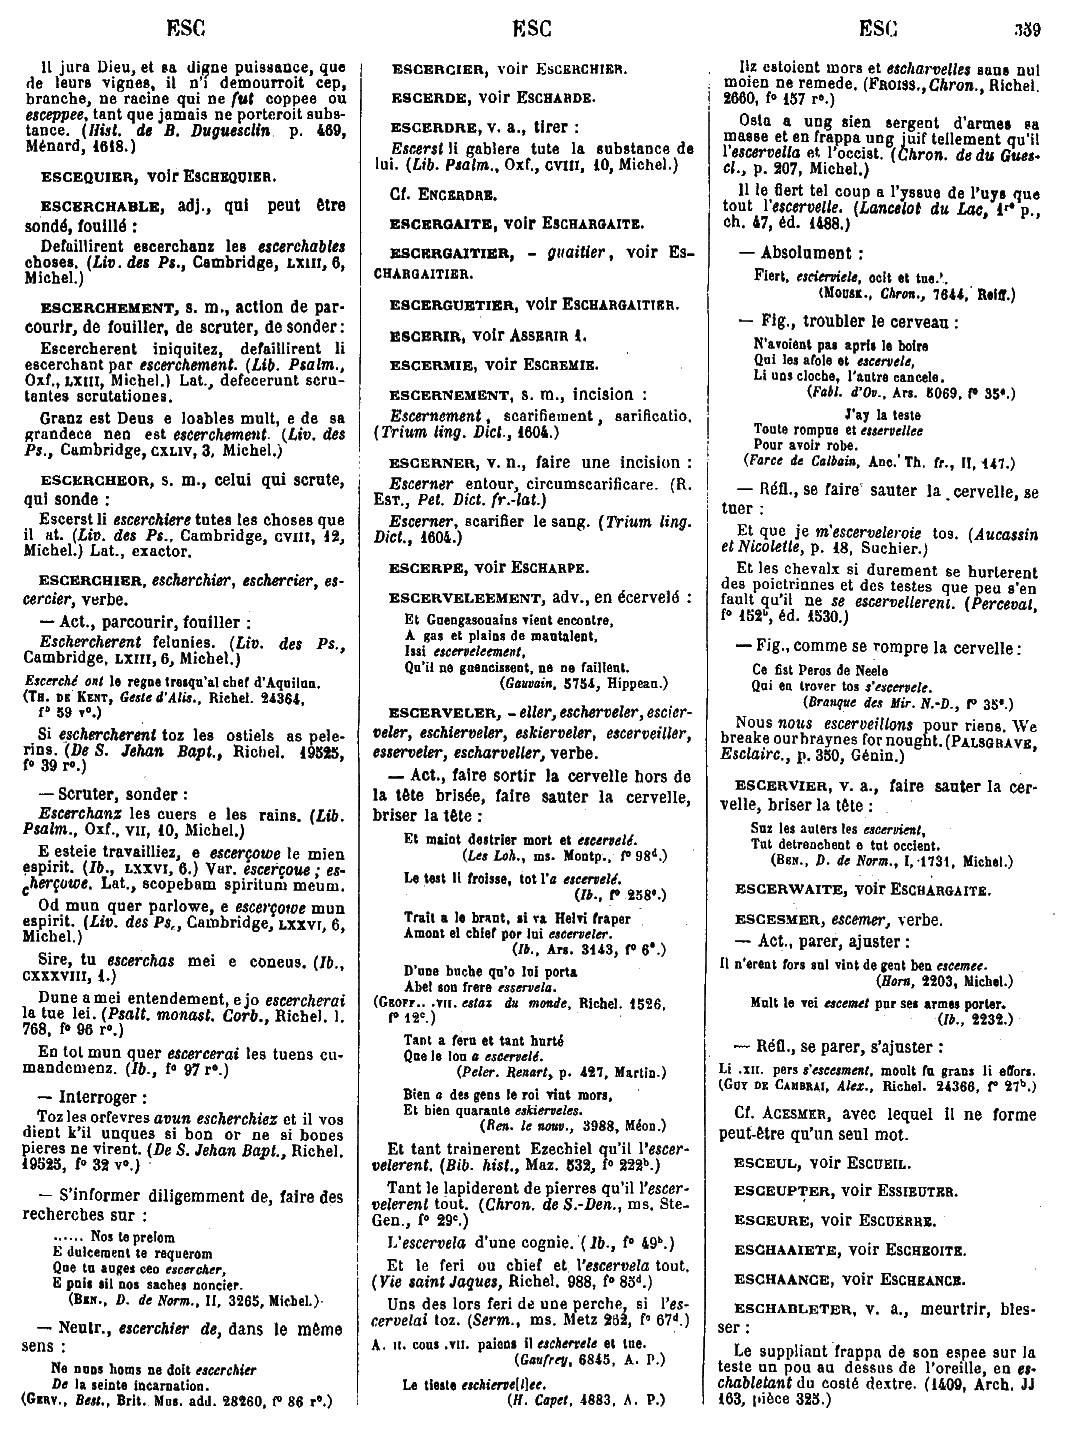 ESC
ESC
ESC
359
Il jura Dieu, et sa digne puissance, que
de leurs vignes, il n'i demourroit cep,
branche, ne racine qui ne fut coppee ou
esceppee, tant que jamais ne porteroit subs-
tance. (Hist. de B. Duguesclin p. 469,
Ménard, 1618.)
ESCEQUIER, voir ESCHEQUIER.
ESCERCHABLE, adj., qui peut être
sondé, fouillé :
Defaillirent escerchanz les escerchables
choses. (Liv. des Ps., Cambridge, LXIII, 6,
Michel.)
ESCERCHEMENT, s. m., action de par-
courir, de fouiller, de scruter, de sonder :
Escercherent iniquitez, defaillirent li
escerchant par escerchement. (Lib. Psalm.,
Oxf., LXIII, Michel.) Lat., defecerunt scru-
tantes scrutationes.
Granz est Deus e loables mult, e de sa
grandece nen est escerchement. (Liv. des
Ps., Cambridge, CXLIV, 3, Michel.)
ESCERCHEOR, s. m., celui qui scrute,
qui sonde :
Escerst li escerchiere tutes les choses que
il at. (Liv. des Ps., Cambridge, CVIII, 12,
Michel.) Lat., exactor.
ESCERCHIER, escherchier, eschercier, es-
cercier, verbe.
— Act., parcourir, fouiller :
Eschercherent felunies. (Liv. des Ps.,
Cambridge, LXIII, 6, Michel.)
Escerché ont le regne tresqu'al chef d'Aquilon.
(TH. DE KENT, Geste d'Alis., Richel. 24364,
f° 59 v°.)
Si eschercherent toz les ostiels as pele-
rins. (De S. Jehan Bapt., Richel. 19525,
f° 39 r°.)
— Scruter, sonder :
Escerchanz les cuers e les rains. (Lib.
Psalm., Oxf., VII, 10, Michel.)
E esteie travailliez, e escerçowe le mien
espirit. (Ib., LXXVI, 6.) Var. escerçoue ; es-
cherçowe. Lat., scopebam spiritum meum.
Od mun quer parlowe, e escerçowe mun
espirit. (Liv. des Ps., Cambridge, LXXVI, 6,
Michel.)
Sire, tu escerchas mei e coneus. (Ib.,
CXXXVIII, 1.)
Dune a mei entendement, e jo escercherai
la tue lei. (Psalt. monast. Corb., Richel. l.
768, f° 96 r°.)
En tot mun quer escercerai les tuens cu-
mandemenz. (Ib., f° 97 r°.)
— Interroger :
Toz les orfevres avun escherchiez et il vos
dient k'il unques si bon or ne si bones
pieres ne virent. (De S. Jehan Bapt., Richel.
19525, f° 32 v°.)
— S'informer diligemment de, faire des
recherches sur :
...... Nos te preiom
E dulcement te requerom
Que tu auges ceo escercher,
E puis sil nos saches noncier.
(BEN., D. de Norm., II, 3265, Michel.)
— Neutr., escerchier de, dans le même
sens :
Ne nuns homs ne doit escerchier
De la seinte incarnation.
(GERV., Best., Brit. Mus. add. 28260, f° 86 r°.)
ESCERCIER, voir ESCERCHIER.
ESCERDE, voir ESCHARDE.
ESCERDRE, v. a., tirer :
Escerst li gablere tute la substance de
lui. (Lib. Psalm., Oxf., CVIII, 10, Michel.)
Cf. ENCERDRE.
ESCERGAITE, voir ESCHARGAITE.
ESCERGAITIER, - guaitier, voir ES-
CHARGAITIER.
ESCERGUETIER, voir ESCHARGAITIER.
ESCERIR, voir ASSERIR 1.
ESCERMIE, voir ESCREMIE.
ESCERNEMENT, s. m., incision :
Escernement, scarifiement, sarificatio.
(Trium ling. Dict., 1604.)
ESCERNER, v. n., faire une incision :
Escerner entour, circumscarificare. (R.
EST., Pet. Dict. fr.-lat.)
Escerner, scarifier le sang. (Trium ling.
Dict., 1604.)
ESCERPE, voir ESCHARPE.
ESCERVELEEMENT, adv., en écervelé :
Et Guengasouains vient encontre,
A gas et plains de mautalent,
Issi escerveleement,
Qu'il ne guencissent, ne ne faillent.
(Gauvain, 5754, Hippeau.)
ESCERVELER, - eller, escherveler, escier-
veler, eschierveler, eskierveler, escerveiller,
esserveler, escharveller, verbe.
— Act., faire sortir la cervelle hors de
la tête brisée, faire sauter la cervelle,
briser la tête :
Et maint destrier mort et escervelé.
(Les Loh., ms. Montp., f° 98ᵈ.)
Le test li froisse, tot l'a escervelé.
(Ib., f° 258ᵉ.)
Trait a le brant, si va Helvi fraper
Amont el chief por lui escerveler.
(Ib., Ars. 3143, f° 6ᵉ.)
D'une buche qu'o lui porta
Abel son frere esservela.
(GEOFF., .VII. estaz du monde, Richel. 1526,
f° 12ᵉ.)
Tant a feru et tant hurté
Que le lou a escervelé.
(Peler. Renart, p. 427, Martin.)
Bien a des gens le roi vint mors,
Et bien quarante eskierveles.
(Ren. le nouv., 3988, Méon.)
Et tant trainerent Ezechiel qu'il l'escer-
velerent. (Bib. hist., Maz. 532, f° 222ᵇ.)
Tant le lapiderent de pierres qu'il l'escer-
velerent tout. (Chron. de S.-Den., ms. Ste-
Gen., f° 29ᶜ.)
L'escervela d'une cognie. (Ib., f° 49ᵇ.)
Et le feri ou chief et l'escervela tout.
(Vie saint Jaques, Richel. 988, f° 85ᵈ.)
Uns des lors feri de une perche, si l'es-
cervelai toz. (Serm., ms. Metz 262, f° 67ᵈ.)
A. II. cous .VII. paiens il eschervele et tue.
(Gaufrey, 6845, A. P.)
Le tieste eschierve[l]ee.
(H. Capet, 4883, A. P.)
Ilz estoient mors et escharvelles sans nul
moien ne remede. (FROISS., Chron., Richel.
2660, f° 157 r°.)
Osta a ung sien sergent d'armes sa
masse et en frappa ung juif tellement qu'il
l'escervella et l'occist. (Chron. de du Gues-
cl., p. 207, Michel.)
Il le fiert tel coup a l'yssue de l'uys que
tout l'escervelle. (Lancelot du Lac, 1ʳᵉ p.,
ch. 47, éd. 1488.)
— Absolument :
Fiert, escierviele, ocit et tue.
(MOUSK., Chron., 7644, Reiff.)
— Fig., troubler le cerveau :
N'avoient pas apris le boire
Qui les afole et escervele,
Li uns cloche, l'autre cancele.
(Fabl. d'Ov., Ars. 5069, f° 35ᵉ.)
J'ay la teste
Toute rompue et esservellee
Pour avoir robe.
(Farce de Calbain, Anc. Th. fr., II, 147.)
— Réfl., se faire sauter la cervelle, se
tuer :
Et que je m'escerveleroie tos. (Aucassin
et Nicolette, p. 18, Suchier.)
Et les chevalx si durement se hurterent
des poictrinnes et des testes que peu s'en
fault qu'il ne se escervellerent. (Perceval,
f° 152ᵇ, éd. 1530.)
— Fig., comme se rompre la cervelle :
Ce fist Peros de Neele
Qui en trover tos s'escervele.
(Branque des Mir. N.-D., f° 35ᵉ.)
Nous nous escerveillons pour riens. We
breake our braynes for nought. (PALSGRAVE,
Esclairc., p. 350, Génin.)
ESCERVIER, v. a., faire sauter la cer-
velle, briser la tête :
Suz les auters les escervient,
Tut detrenchent e tut occient.
(BEN., D. de Norm., I, 1731, Michel.)
ESCERWAITE, voir ESCHARGAITE.
ESCESMER, escemer, verbe.
— Act., parer, ajuster :
Il n'erent fors sul vint de gent ben escemee.
(Horn, 2203, Michel.)
Mult le vei escemet pur ses armes porter.
(Ib., 2232.)
— Réfl., se parer, s'ajuster :
Li .XII. pers s'escesment, moult fu grans li effors.
(GUY DE CAMBRAI, Alex., Richel. 24366, f° 27ᵇ.)
Cf. ACESMER, avec lequel il ne forme
peut-être qu'un seul mot.
ESCEUL, voir ESCUEIL.
ESCEUPTER, voir ESSIEUTER.
ESCEURE, voir ESCUERRE.
ESCHAAIETE, voir ESCHEOITE.
ESCHAANCE, voir ESCHEANCE.
ESCHABLETER, v. a., meurtrir, bles-
ser :
Le suppliant frappa de son espee sur la
teste un pou au dessus de l'oreille, en es-
chabletant du costé dextre. (1409, Arch. JJ
163, pièce 325.)